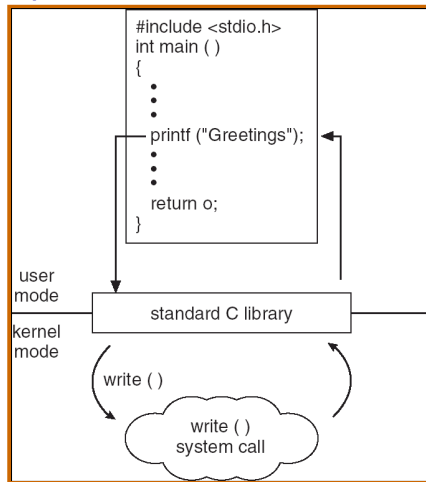 #include <stdio.h>
int main ( )
{
•
•
•
printf ("Greetings");
•
•
•
return o;
}
user
mode
standard C library
kernel
mode
write ( )
write ( )
system call